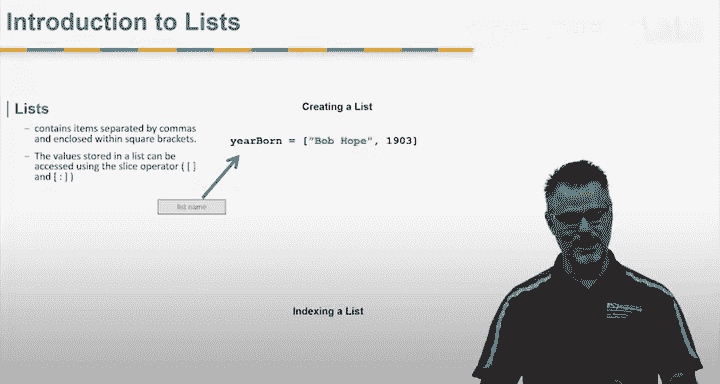 Introduction to Lists
Lists
– contains items separated by commas
and enclosed within square brackets.
– The values stored in a list can be
accessed using the slice operator ( [ ]
and [ : ] )
Creating a List
yearBorn = ["Bob Hope", 1903]
list name
Indexing a List